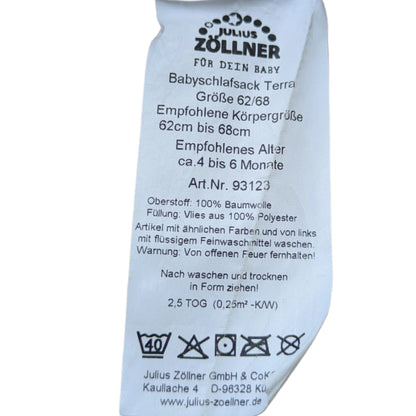 JULIUS
ZÖLLNER
FÜR DEIN BABY
Babyschlafsack Terra
Größe 62/68
Empfohlene Körpergröße
62cm bis 68cm
Empfohlenes Alter
ca.4 bis 6 Monate
Art.Nr. 93123
Oberstoff: 100% Baumwolle
Füllung: Vlies aus 100% Polyester
Artikel mit ähnlichen Farben und von links
mit flüssigem Feinwaschmittel waschen.
Warnung: Von offenen Feuer fernhalten!
Nach waschen und trocknen
in Form ziehen!
2,5 TOG (0,25m² -K/W)
40
Julius Zöllner GmbH & Co
Kaullache 4 D-96328
www.julius-zoellner.de